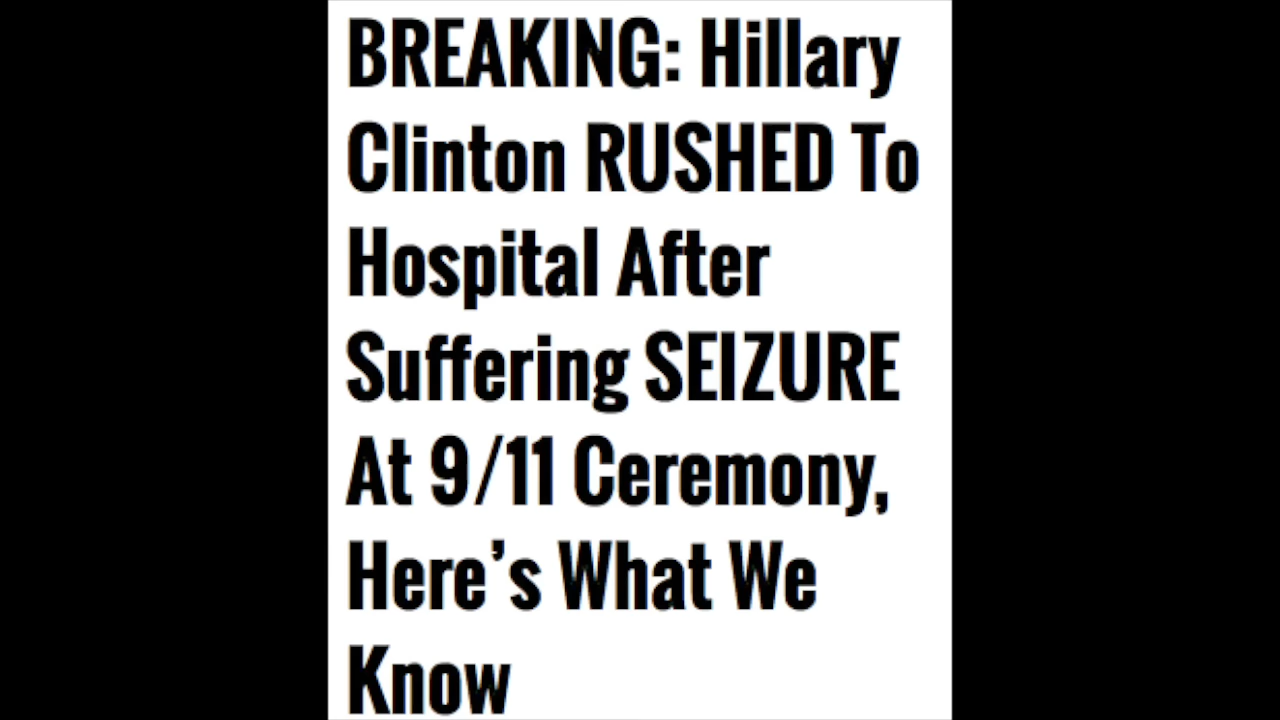 BREAKING: Hillary
Clinton RUSHED To
Hospital After
Suffering SEIZURE
At 9/11 Ceremony,
Here’s What We
Know